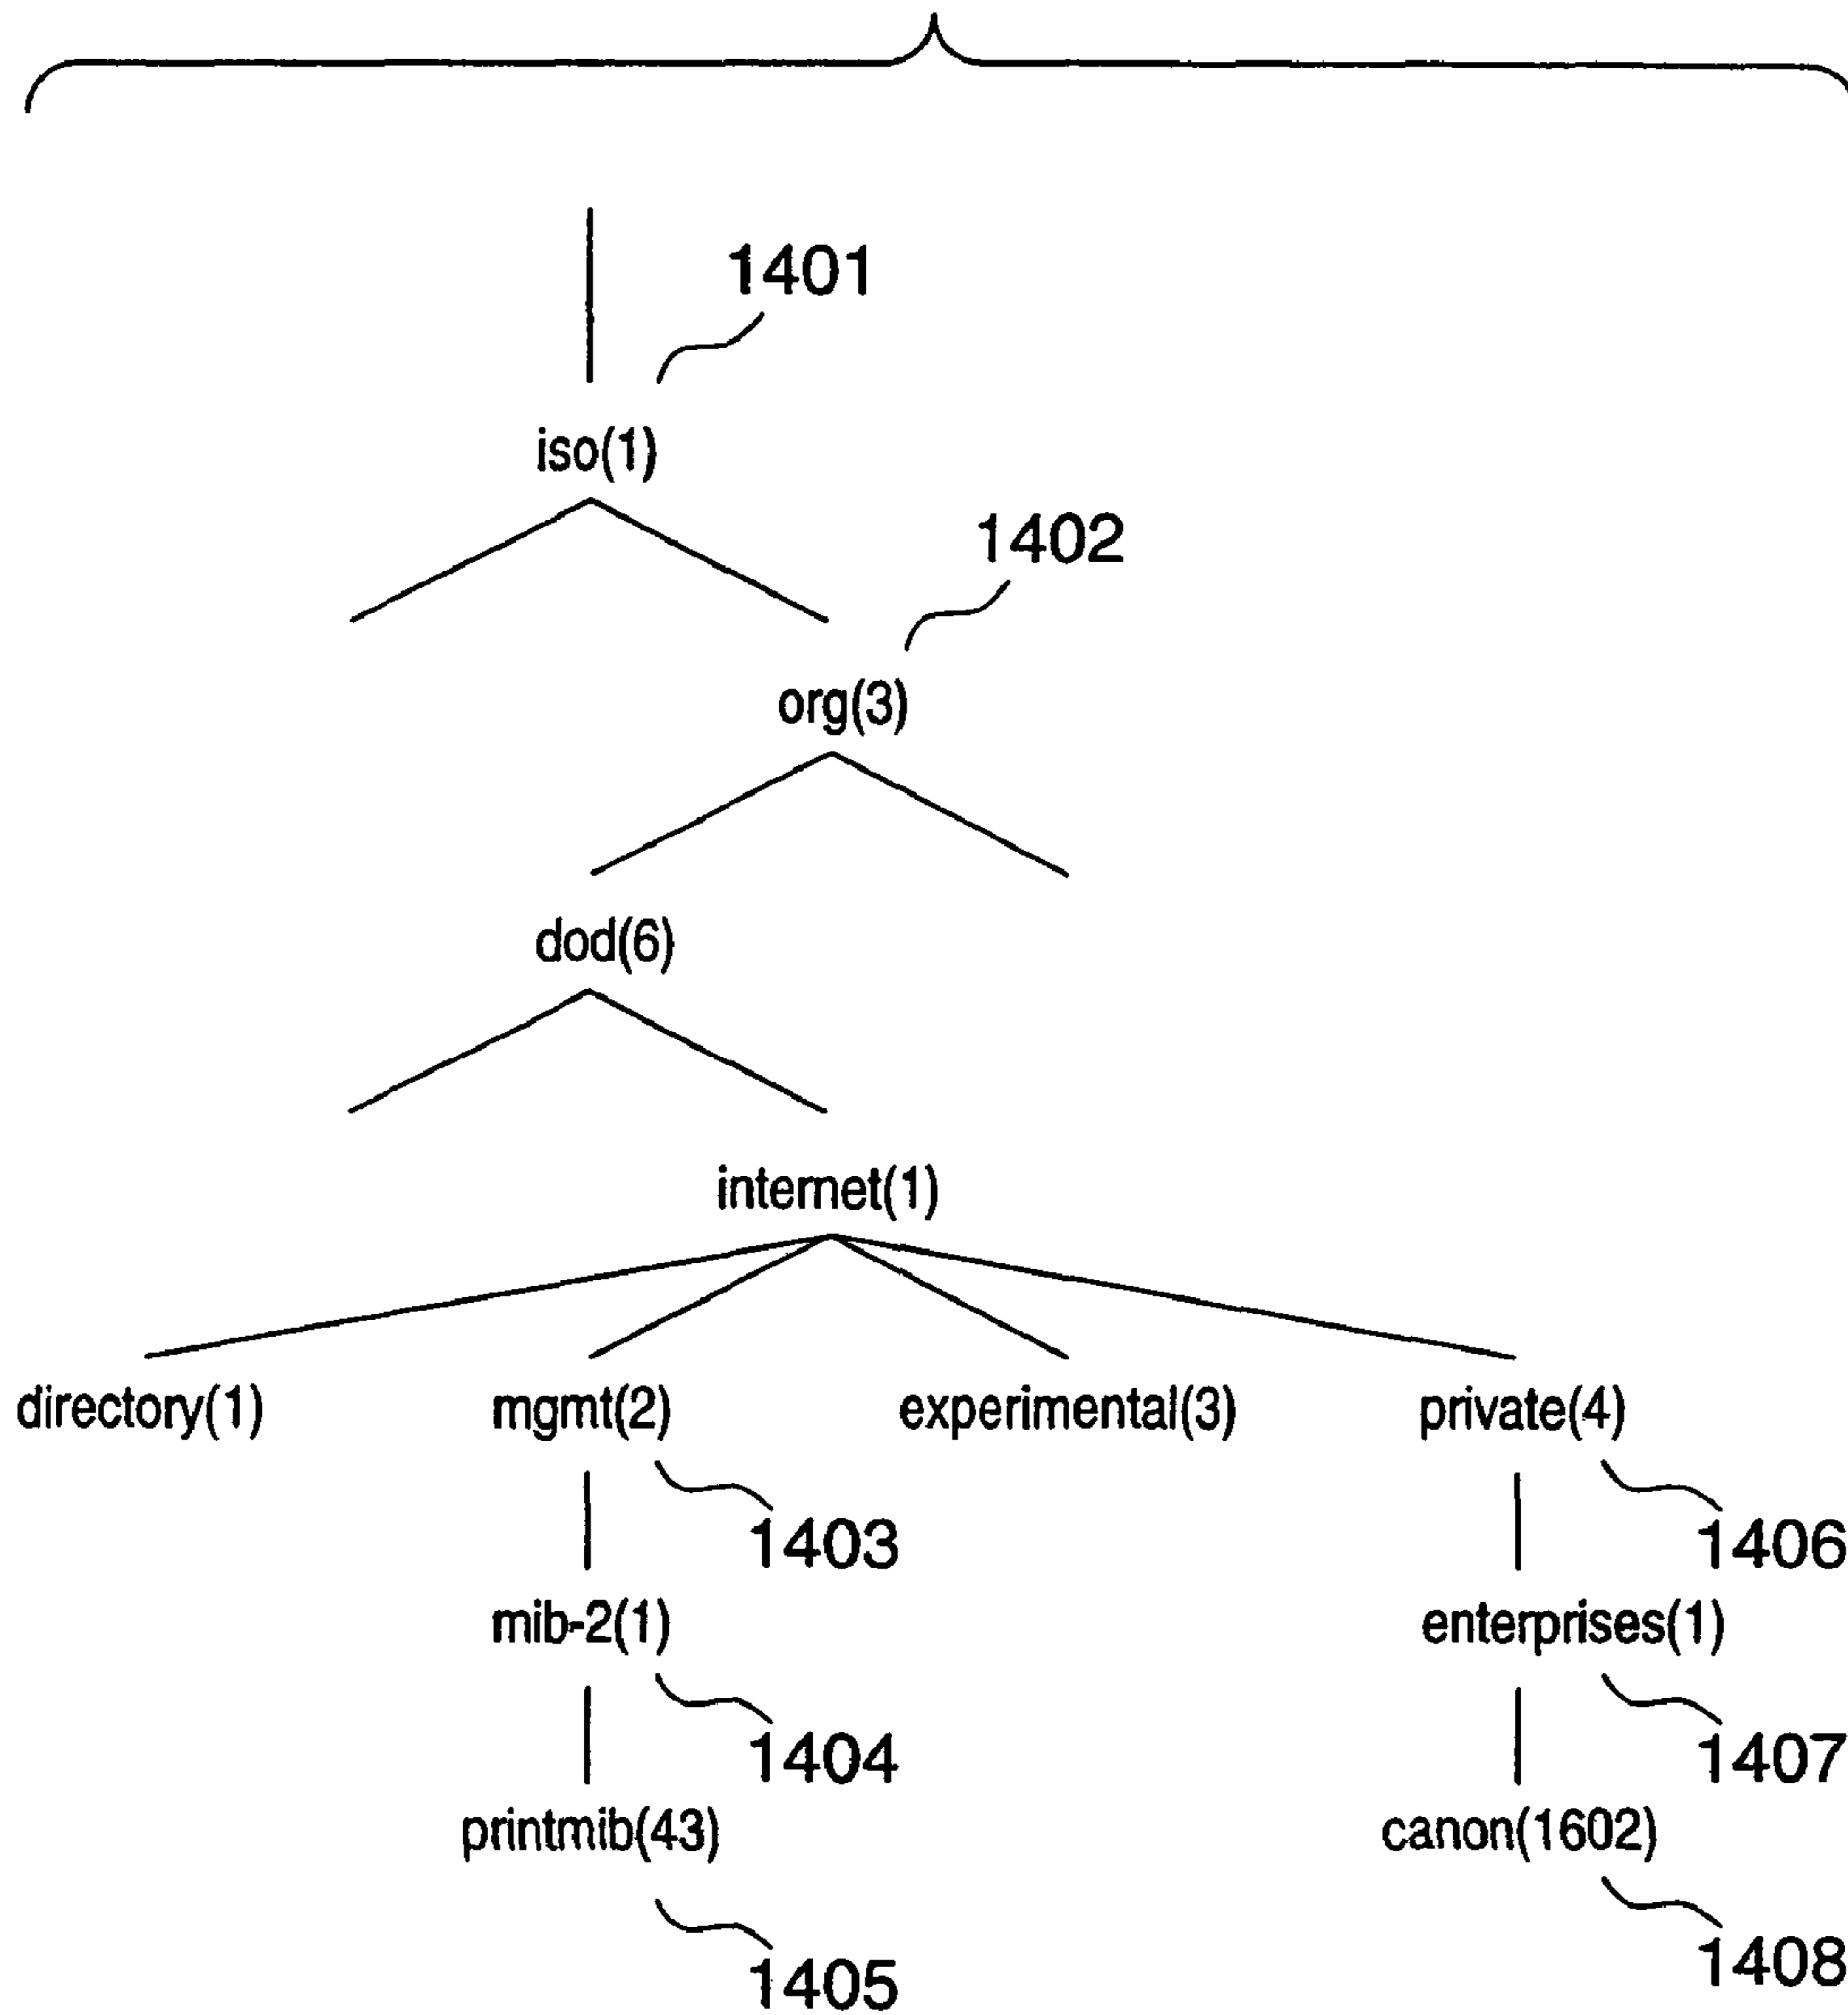 1401
iso(1)
1402
org(3)
dod(6)
internet(1)
directory(1) mgmt(2) experimental(3) private(4)
1403 1406
mib-2(1) enterprises(1)
1404 1407
printmib(43) canon(1602)
1405 1408